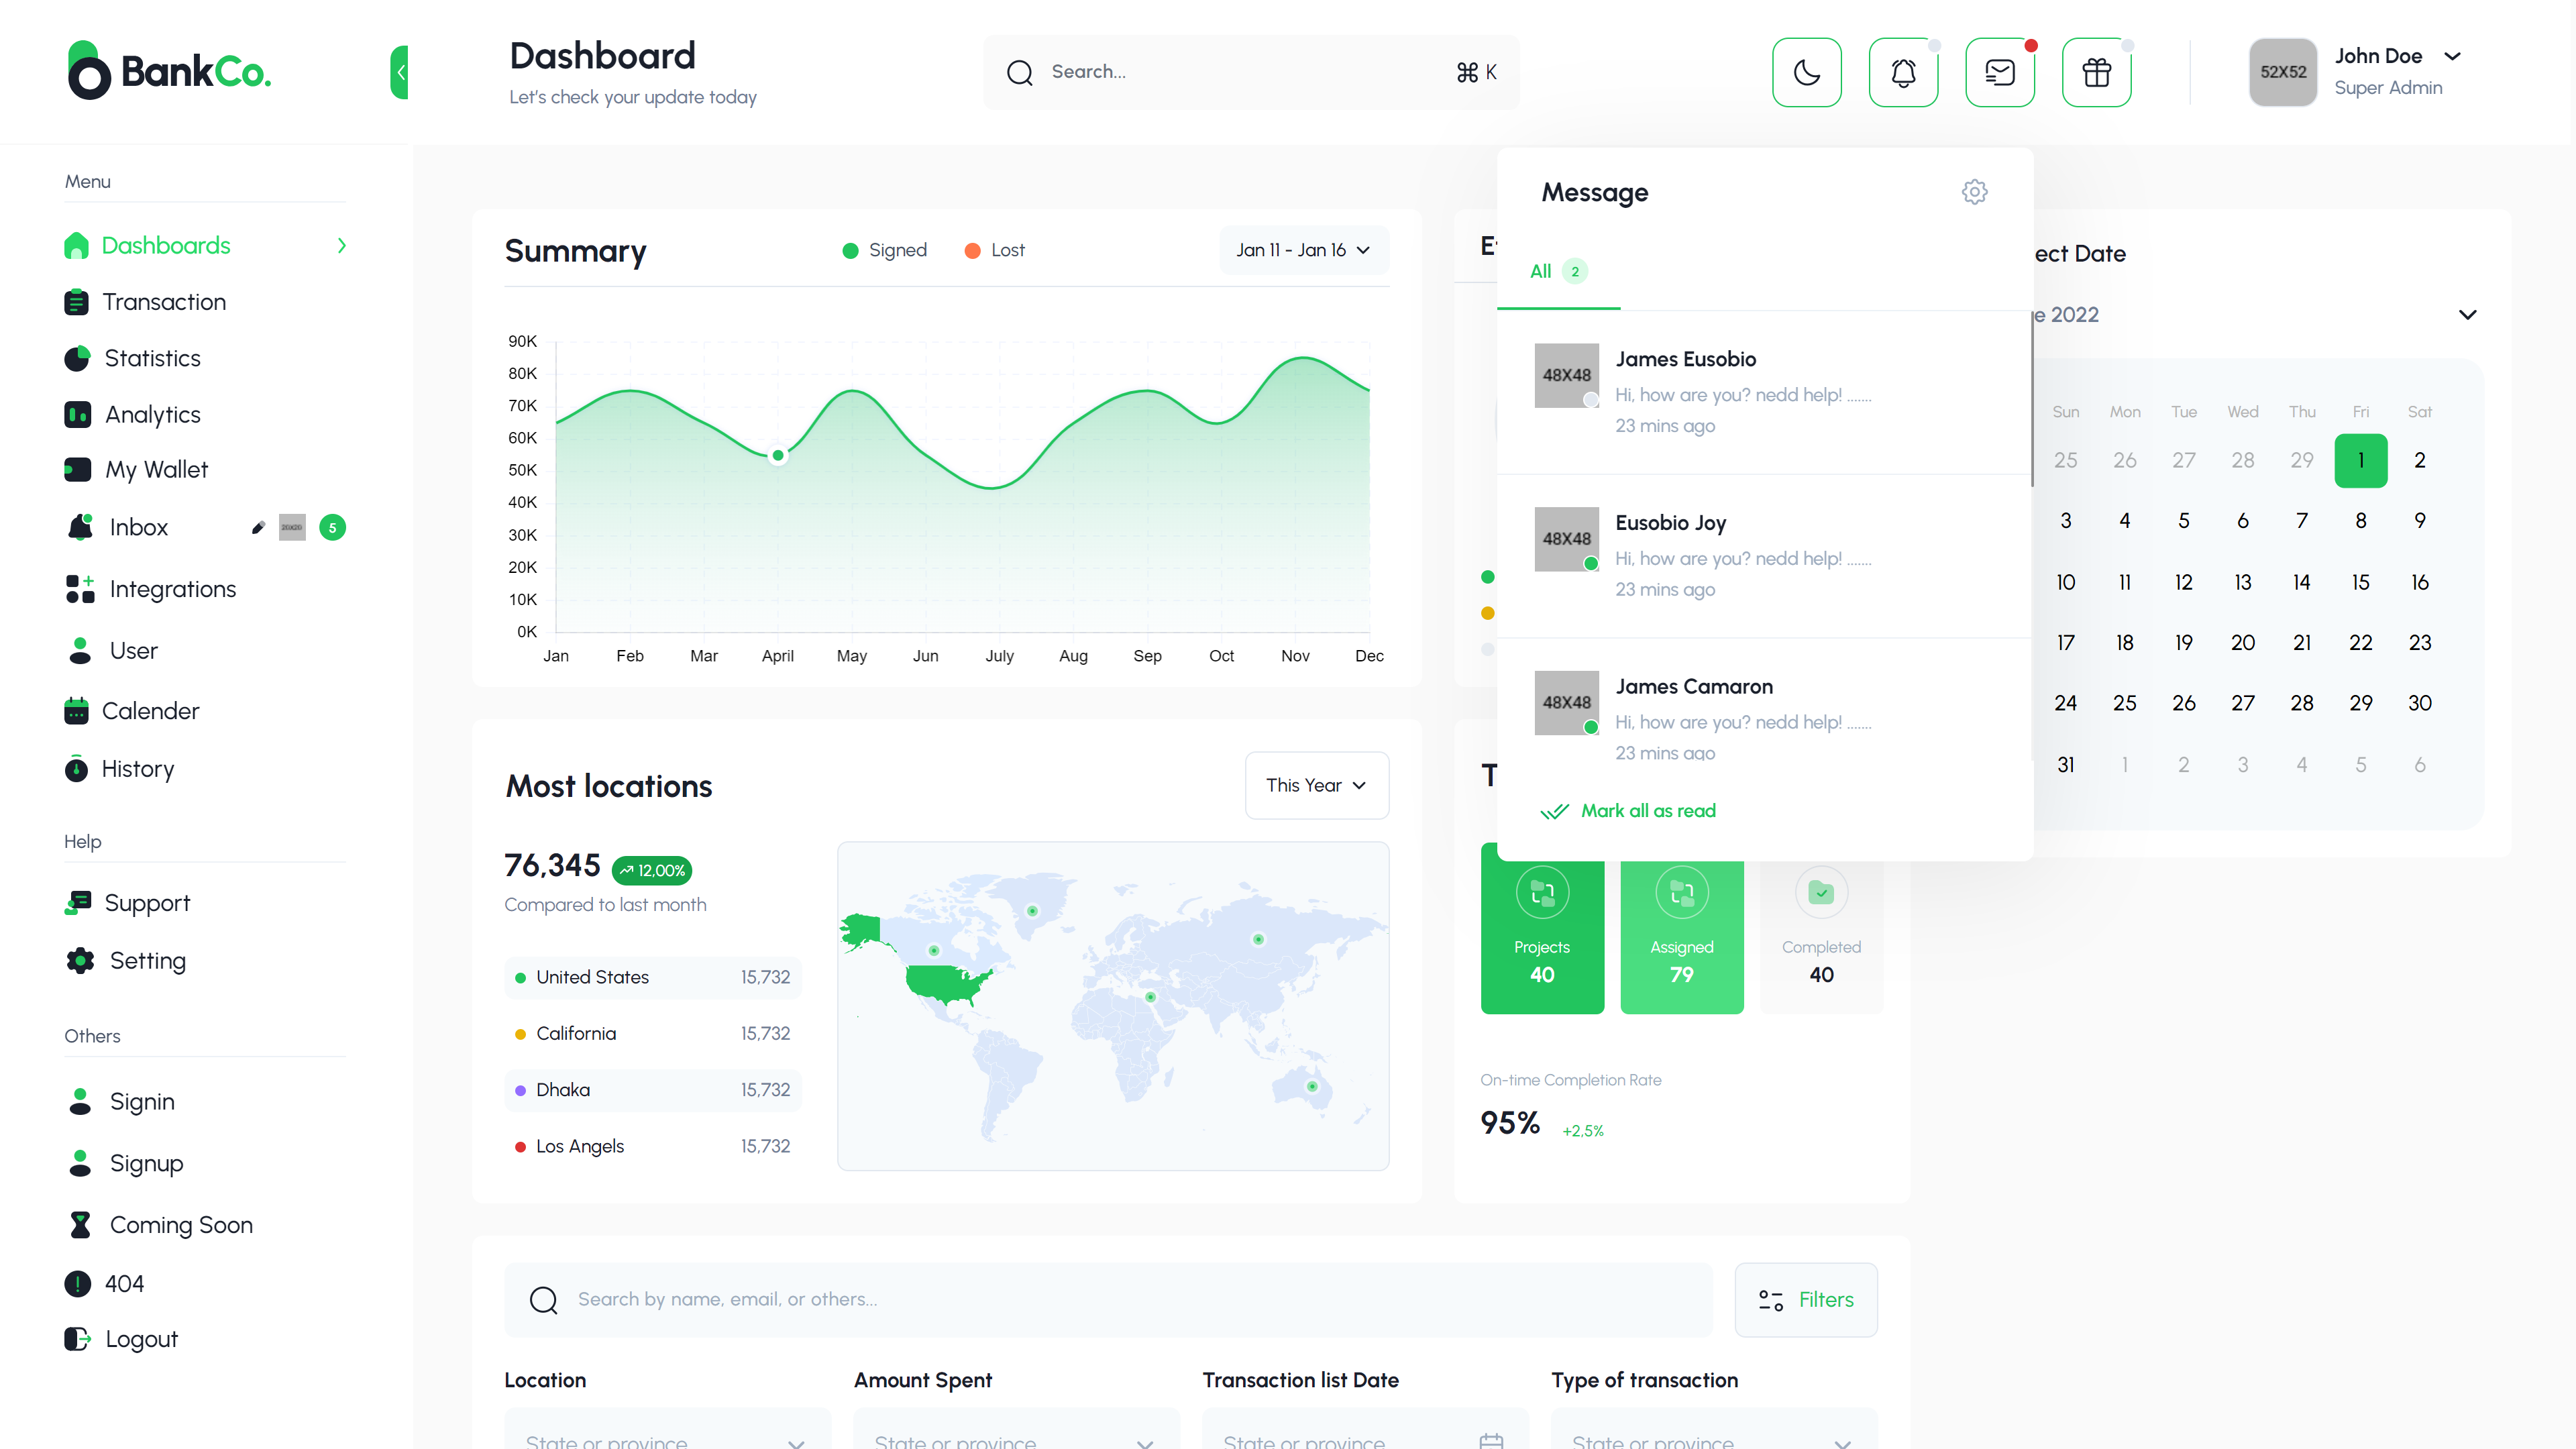 BankCo.
Dashboard
Let's check your update today
Search...
⌘ K
52X52
John Doe
Super Admin
Menu
Dashboards
Transaction
Statistics
Analytics
My Wallet
Inbox
20X20
5
Integrations
User
Calender
History
Help
Support
Setting
Others
Signin
Signup
Coming Soon
404
Logout
Summary
Signed
Lost
Jan 11 - Jan 16
90K
80K
70K
60K
50K
40K
30K
20K
10K
0K
Jan Feb Mar April May Jun July Aug Sep Oct Nov Dec
Message
All 2
48X48
James Eusobio
Hi, how are you? nedd help! .......
23 mins ago
48X48
Eusobio Joy
Hi, how are you? nedd help! .......
23 mins ago
48X48
James Camaron
Hi, how are you? nedd help! .......
23 mins ago
Mark all as read
ect Date
e 2022
Sun Mon Tue Wed Thu Fri Sat
25 26 27 28 29 1 2
3 4 5 6 7 8 9
10 11 12 13 14 15 16
17 18 19 20 21 22 23
24 25 26 27 28 29 30
31 1 2 3 4 5 6
Most locations
This Year
76,345
12,00%
Compared to last month
United States 15,732
California 15,732
Dhaka 15,732
Los Angels 15,732
T
Projects
40
Assigned
79
Completed
40
On-time Completion Rate
95%
+2,5%
Search by name, email, or others...
Filters
Location
Amount Spent
Transaction list Date
Type of transaction
State or province
State or province
State or province
State or province